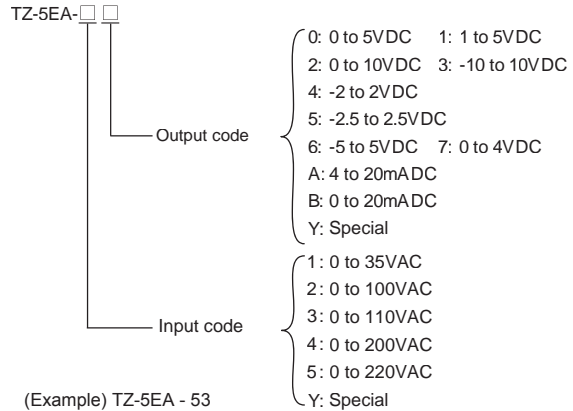 TZ-5EA-□ □
0: 0 to 5VDC 1: 1 to 5VDC
2: 0 to 10VDC 3: -10 to 10VDC
4: -2 to 2VDC
5: -2.5 to 2.5VDC
Output code
6: -5 to 5VDC 7: 0 to 4VDC
A: 4 to 20mADC
B: 0 to 20mADC
Y: Special
1: 0 to 35VAC
2: 0 to 100VAC
3: 0 to 110VAC
Input code
4: 0 to 200VAC
5: 0 to 220VAC
(Example) TZ-5EA - 53
Y: Special